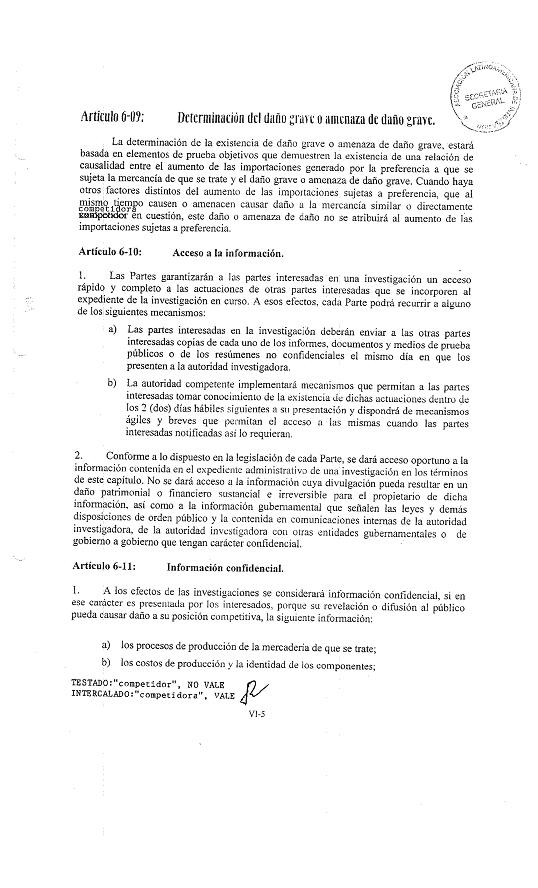 ASOCIACION LATINOAMERICANA DE
SECRETARIA
GENERAL
Artículo 6-09: Determinación del daño grave o amenaza de daño grave.
La determinación de la existencia de daño grave o amenaza de daño grave, estará
basada en elementos de prueba objetivos que demuestren la existencia de una relación de
causalidad entre el aumento de las importaciones generado por la preferencia a que se
sujeta la mercancía de que se trate y el daño grave o amenaza de daño grave. Cuando haya
otros factores distintos del aumento de las importaciones sujetas a preferencia, que al
mismo tiempo causen o amenacen causar daño a la mercancía similar o directamente
competidora
competidor en cuestión, este daño o amenaza de daño no se atribuirá al aumento de las
importaciones sujetas a preferencia.
Artículo 6-10: Acceso a la información.
1. Las Partes garantizarán a las partes interesadas en una investigación un acceso
rápido y completo a las actuaciones de otras partes interesadas que se incorporen al
expediente de la investigación en curso. A esos efectos, cada Parte podrá recurrir a alguno
de los siguientes mecanismos:
a) Las partes interesadas en la investigación deberán enviar a las otras partes
interesadas copias de cada uno de los informes, documentos y medios de prueba
públicos o de los resúmenes no confidenciales el mismo día en que los
presenten a la autoridad investigadora.
b) La autoridad competente implementará mecanismos que permitan a las partes
interesadas tomar conocimiento de la existencia de dichas actuaciones dentro de
los 2 (dos) días hábiles siguientes a su presentación y dispondrá de mecanismos
ágiles y breves que permitan el acceso a las mismas cuando las partes
interesadas notificadas así lo requieran.
2. Conforme a lo dispuesto en la legislación de cada Parte, se dará acceso oportuno a la
información contenida en el expediente administrativo de una investigación en los términos
de este capítulo. No se dará acceso a la información cuya divulgación pueda resultar en un
daño patrimonial o financiero sustancial e irreversible para el propietario de dicha
información, así como a la información gubernamental que señalen las leyes y demás
disposiciones de orden público y la contenida en comunicaciones internas de la autoridad
investigadora, de la autoridad investigadora con otras entidades gubernamentales o de
gobierno a gobierno que tengan carácter confidencial.
Artículo 6-11: Información confidencial.
1. A los efectos de las investigaciones se considerará información confidencial, si en
ese carácter es presentada por los interesados, porque su revelación o difusión al público
pueda causar daño a su posición competitiva, la siguiente información:
a) los procesos de producción de la mercadería de que se trate;
b) los costos de producción y la identidad de los componentes;
TESTADO:"competidor", NO VALE
INTERCALADO:"competidora", VALE
VI-5